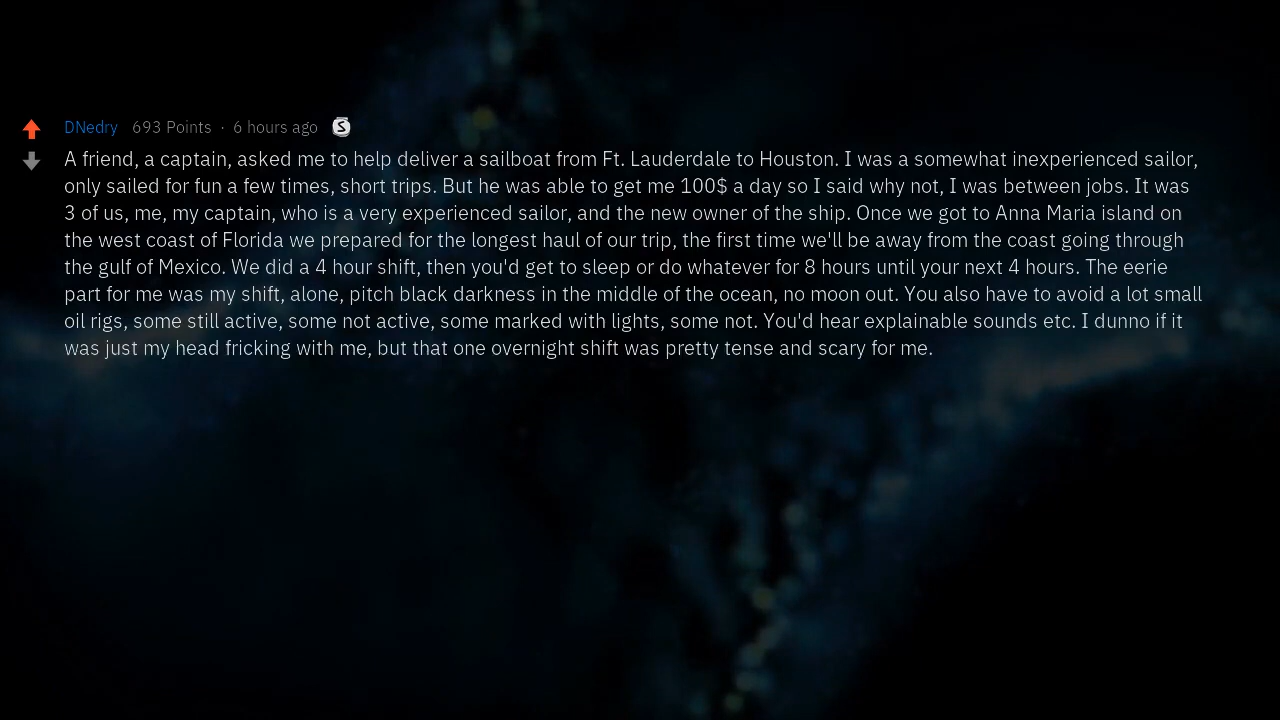 DNedry 693 Points · 6 hours ago S
A friend, a captain, asked me to help deliver a sailboat from Ft. Lauderdale to Houston. I was a somewhat inexperienced sailor,
only sailed for fun a few times, short trips. But he was able to get me 100$ a day so I said why not, I was between jobs. It was
3 of us, me, my captain, who is a very experienced sailor, and the new owner of the ship. Once we got to Anna Maria island on
the west coast of Florida we prepared for the longest haul of our trip, the first time we'll be away from the coast going through
the gulf of Mexico. We did a 4 hour shift, then you'd get to sleep or do whatever for 8 hours until your next 4 hours. The eerie
part for me was my shift, alone, pitch black darkness in the middle of the ocean, no moon out. You also have to avoid a lot small
oil rigs, some still active, some not active, some marked with lights, some not. You'd hear explainable sounds etc. I dunno if it
was just my head fricking with me, but that one overnight shift was pretty tense and scary for me.